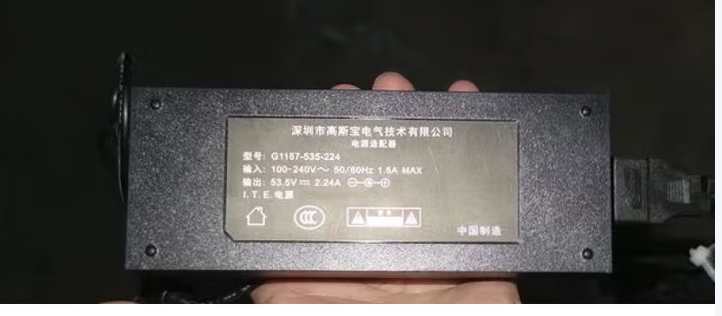 深圳市高斯宝电气技术有限公司
电源适配器
型号: G1187-535-224
输入: 100-240V～ 50/60Hz 1.8A MAX
输出: 53.5V⎓2.24A
I.T.E.电源
中国制造